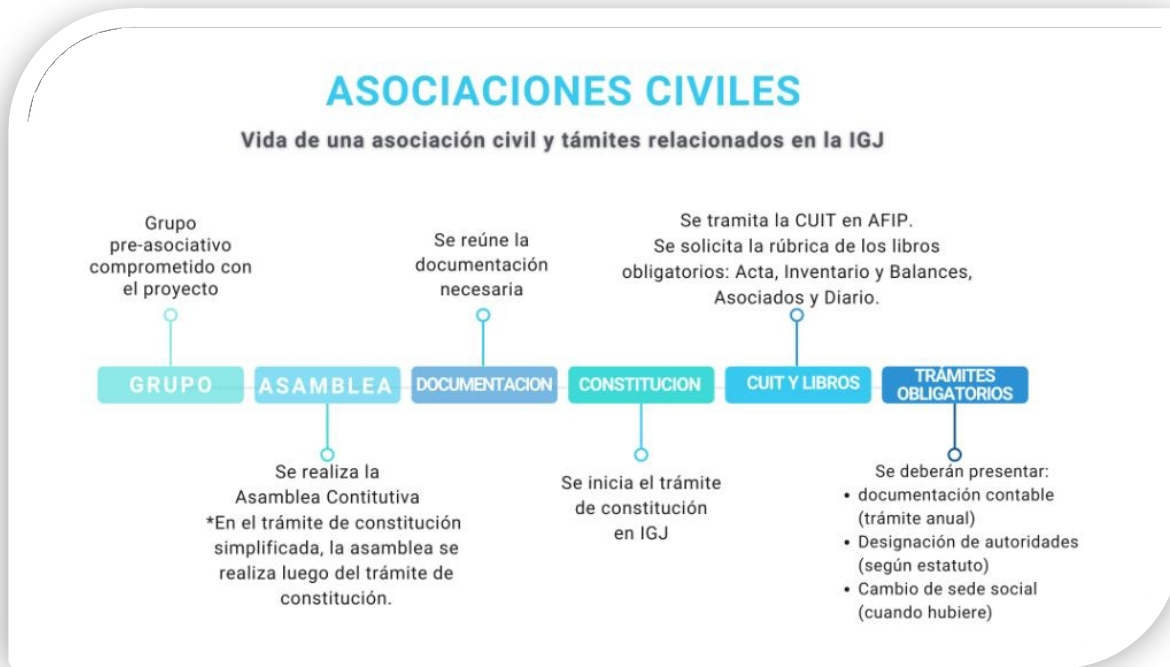 ASOCIACIONES CIVILES
Vida de una asociación civil y támites relacionados en la IGJ
Grupo
pre-asociativo
comprometido con
el proyecto
Se reúne la
documentación
necesaria
Se tramita la CUIT en AFIP.
Se solicita la rúbrica de los libros
obligatorios: Acta, Inventario y Balances,
Asociados y Diario.
GRUPO
ASAMBLEA
DOCUMENTACION
CONSTITUCION
CUIT Y LIBROS
TRÁMITES
OBLIGATORIOS
Se realiza la
Asamblea Contitutiva
*En el trámite de constitución
simplificada, la asamblea se
realiza luego del trámite de
constitución.
Se inicia el trámite
de constitución
en IGJ
Se deberán presentar:
• documentación contable
(trámite anual)
• Designación de autoridades
(según estatuto)
• Cambio de sede social
(cuando hubiere)